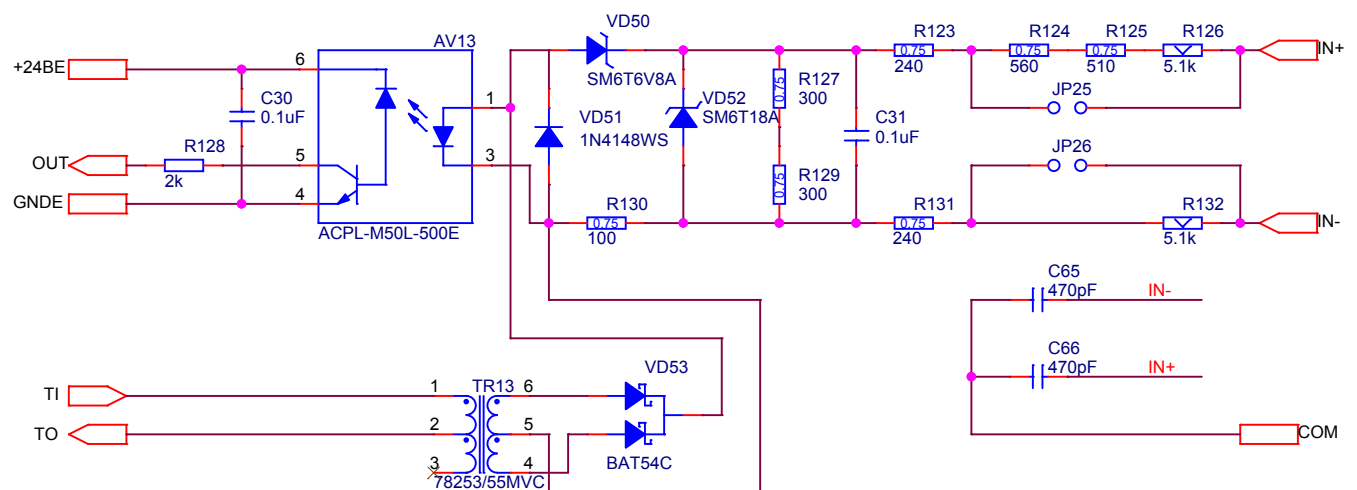 VD50
R123
R124
R125
R126
AV13
+24BE
6
0.75
0.75
0.75
IN+
240
560
510
5.1k
C30
0.1uF
SM6T6V8A
R127
0.75
300
1
VD51
1N4148WS
VD52
SM6T18A
C31
0.1uF
JP25
OUT
R128
2k
5
3
JP26
R129
0.75
300
GNDE
4
R130
0.75
100
R131
0.75
240
R132
5.1k
IN-
ACPL-M50L-500E
C65
470pF
IN-
C66
470pF
IN+
VD53
TI
1
TR13
6
TO
2
5
COM
3
4
BAT54C
78253/55MVC